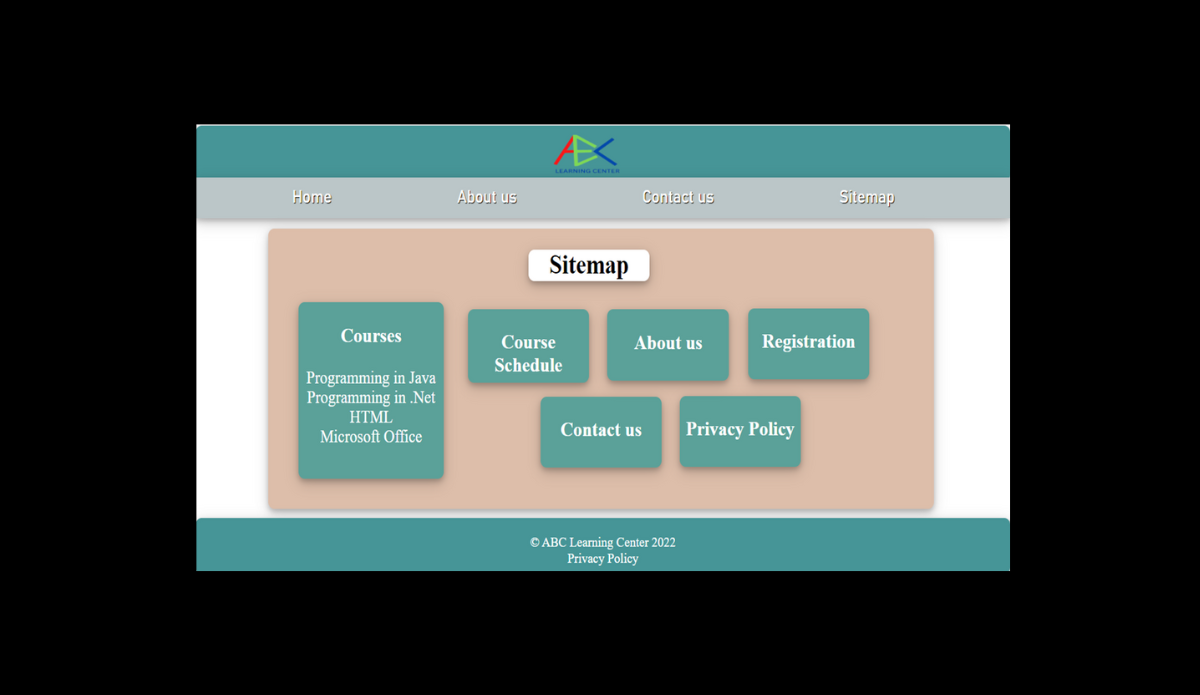 ABC
LEARNING CENTER
Home
About us
Contact us
Sitemap
Sitemap
Courses
Programming in Java
Programming in .Net
HTML
Microsoft Office
Course
Schedule
About us
Registration
Contact us
Privacy Policy
© ABC Learning Center 2022
Privacy Policy